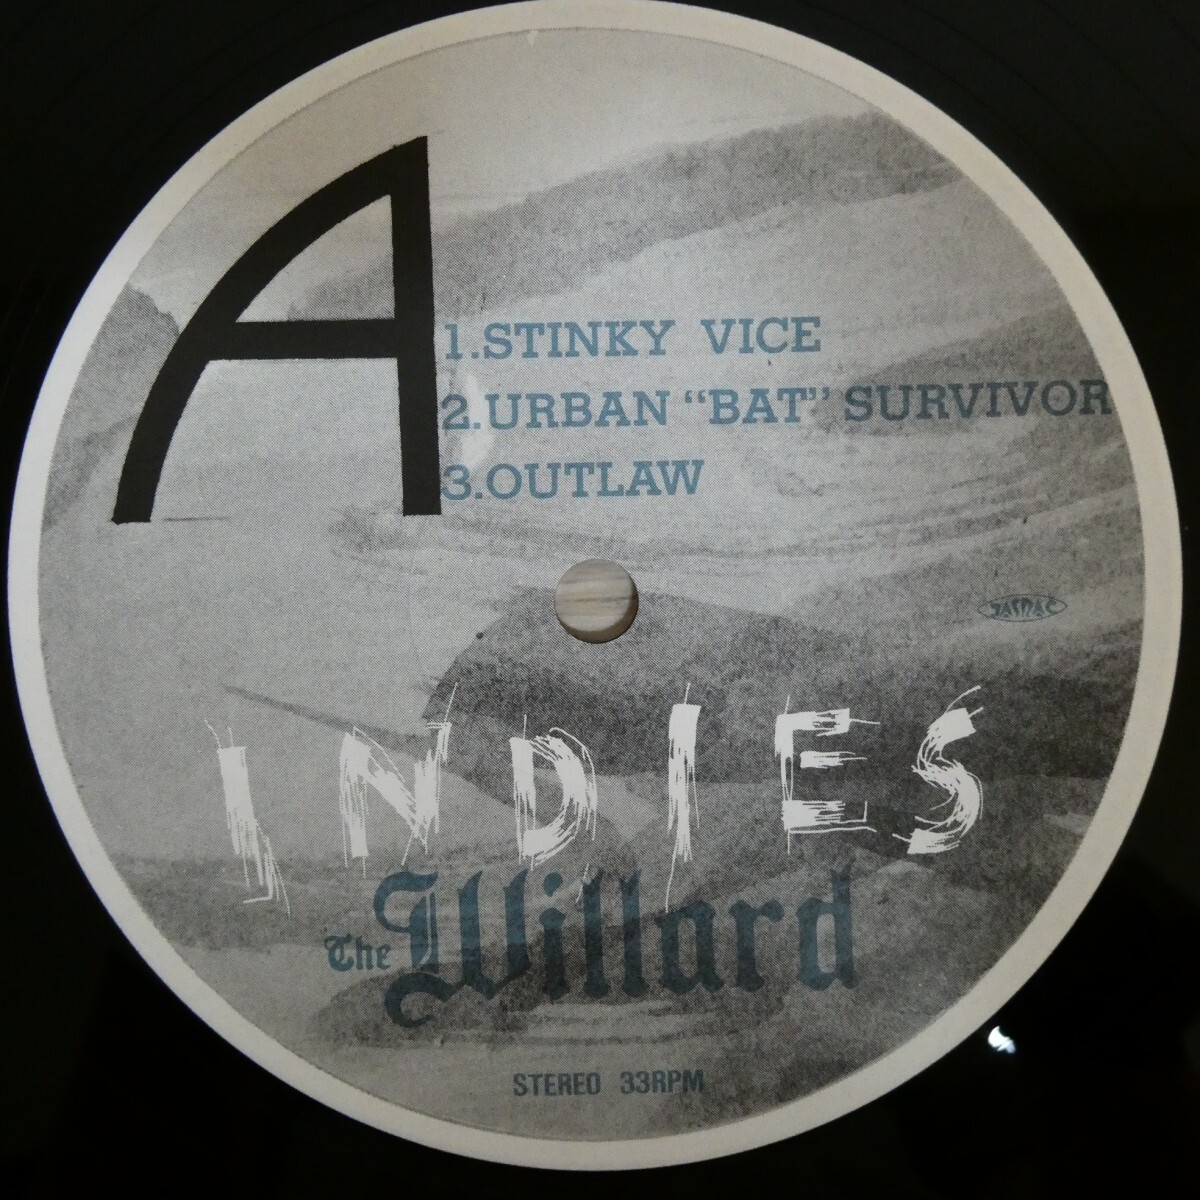 A
1.STINKY VICE
2.URBAN “BAT” SURVIVOR
3.OUTLAW
JASRAC
INDIES
The Willard
STEREO 33RPM